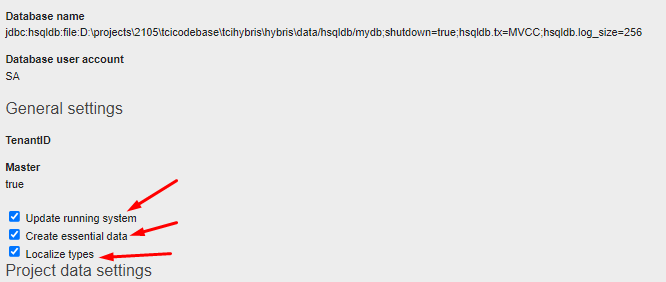 Database name
jdbc:hsqldb:file:D:\projects\2105\tcicodebase\tcihybris\hybris\data/hsqldb/mydb;shutdown=true;hsqldb.tx=MVCC;hsqldb.log_size=256
Database user account
SA
General settings
TenantID
Master
true
Update running system
Create essential data
Localize types
Project data settings